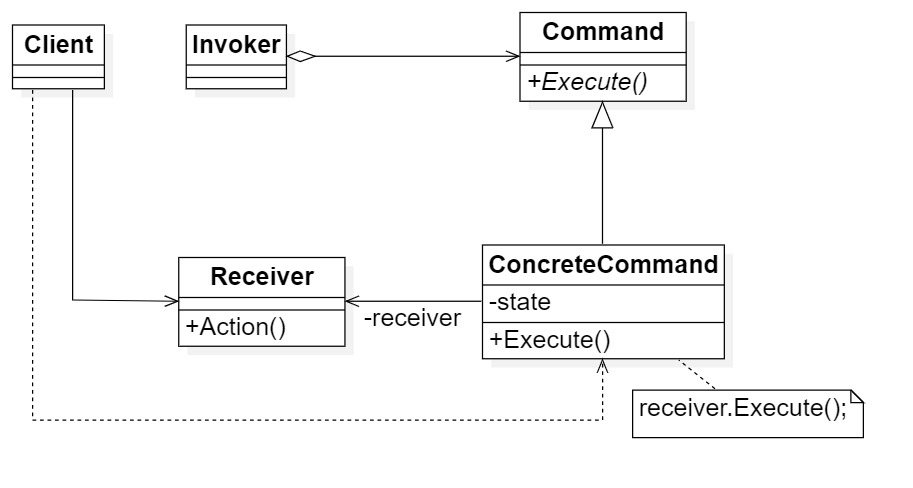 Client
Invoker
Command
+Execute()
Receiver
+Action()
-receiver
ConcreteCommand
-state
+Execute()
receiver.Execute();